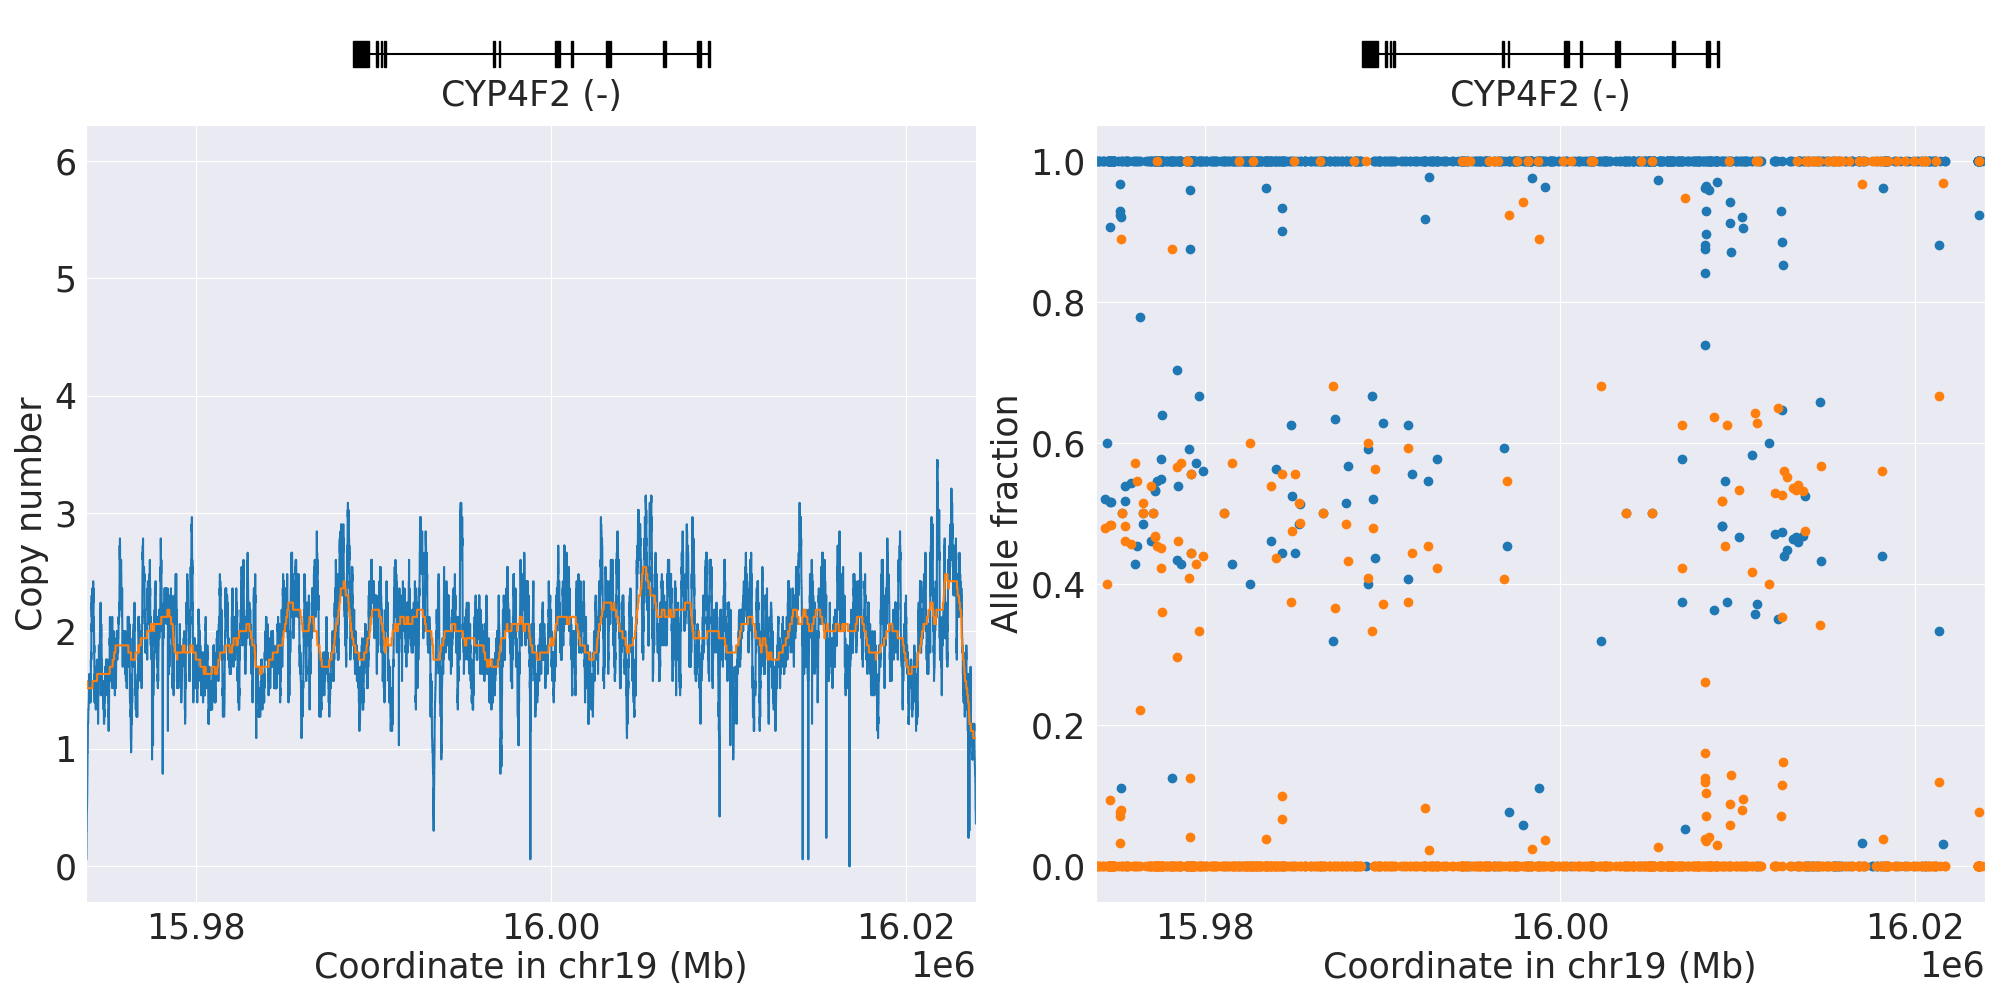 CYP4F2 (-)
Copy number
6
5
4
3
2
1
0
15.98
16.00
16.02
1e6
Coordinate in chr19 (Mb)
CYP4F2 (-)
Allele fraction
1.0
0.8
0.6
0.4
0.2
0.0
15.98
16.00
16.02
1e6
Coordinate in chr19 (Mb)